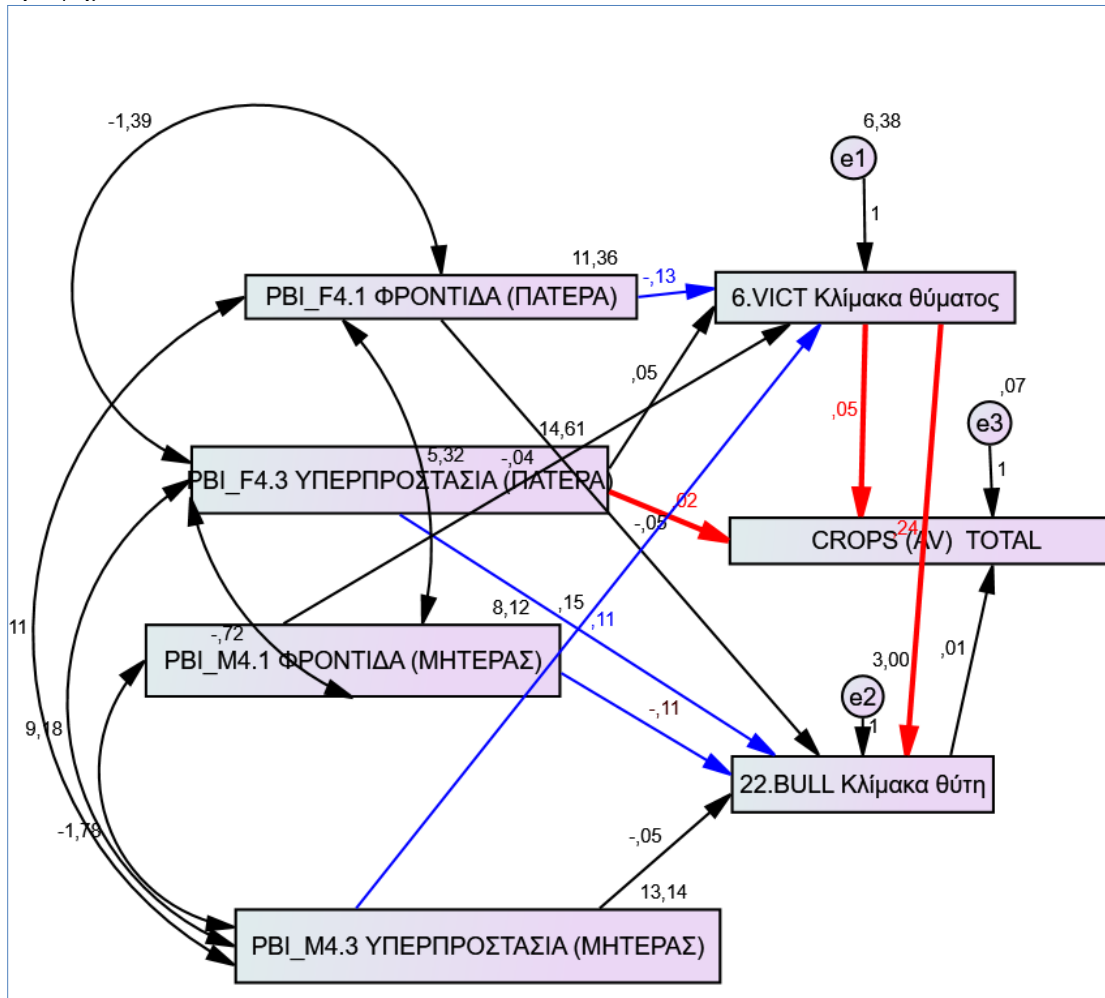 -1,39
6,38
e1
1
11,36
PBI_F4.1 ΦΡΟΝΤΙΔΑ (ΠΑΤΕΡΑ)
-,13
6.VICT Κλίμακα θύματος
,05
,05
,07
e3
1
14,61
PBI_F4.3 ΥΠΕΡΠΡΟΣΤΑΣΙΑ (ΠΑΤΕΡΑ)
5,32
-,04
,02
-,05
,24
CROPS (AV) TOTAL
8,12
,15
,11
11
-,72
PBI_M4.1 ΦΡΟΝΤΙΔΑ (ΜΗΤΕΡΑΣ)
3,00
,01
e2
1
-,11
9,18
22.BULL Κλίμακα θύτη
-1,78
-,05
13,14
PBI_M4.3 ΥΠΕΡΠΡΟΣΤΑΣΙΑ (ΜΗΤΕΡΑΣ)